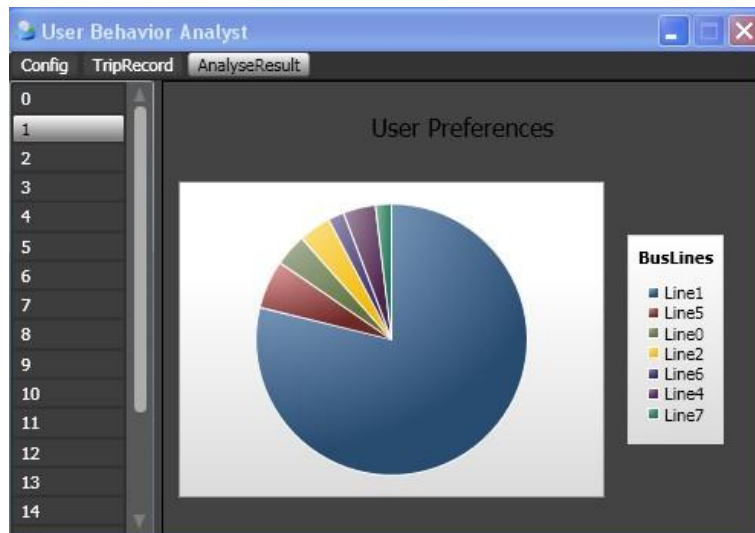 User Behavior Analyst
Config TripRecord AnalyseResult
0
1
2
3
4
5
6
7
8
9
10
11
12
13
14
User Preferences
BusLines
Line1
Line5
Line0
Line2
Line6
Line4
Line7